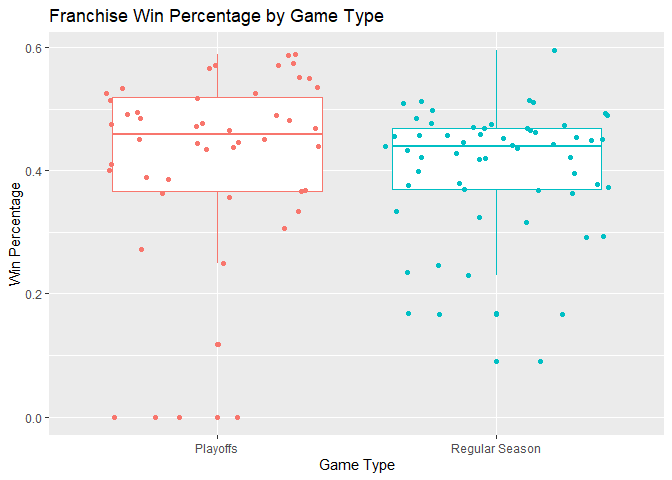 Franchise Win Percentage by Game Type
Win Percentage
0.6
0.4
0.2
0.0
Playoffs
Regular Season
Game Type